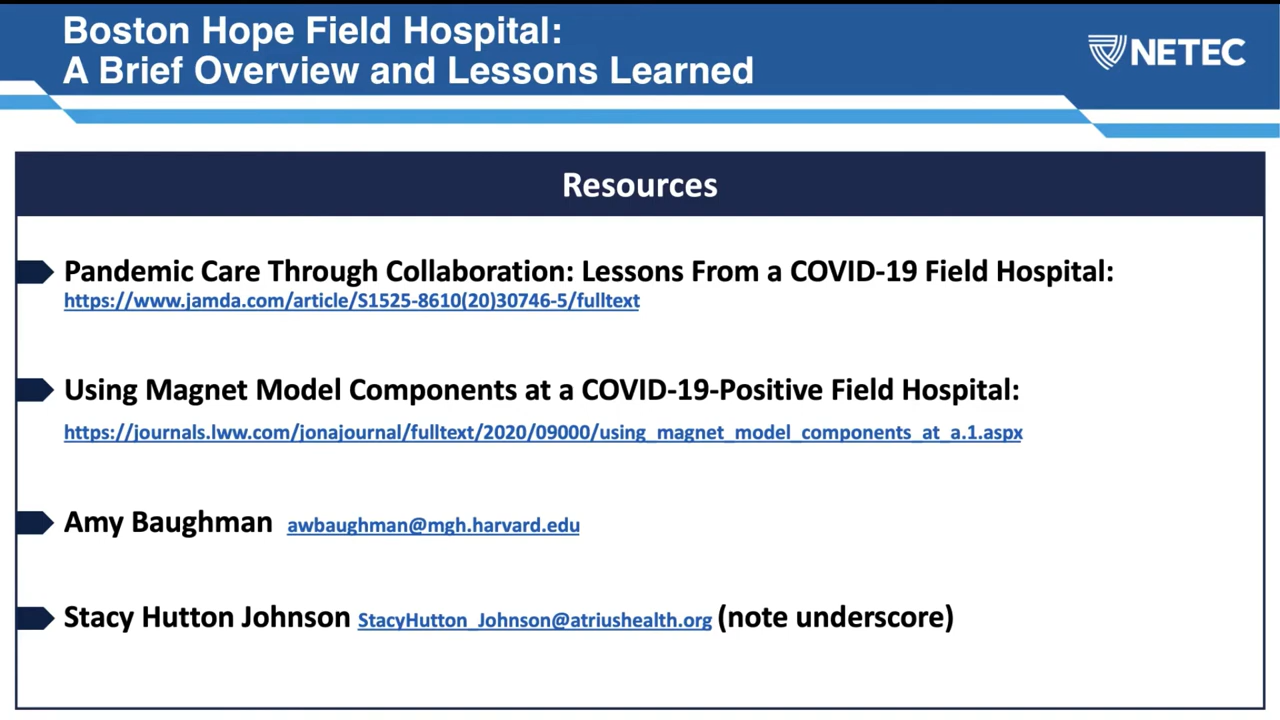 Boston Hope Field Hospital:
A Brief Overview and Lessons Learned
NETEC
Resources
Pandemic Care Through Collaboration: Lessons From a COVID-19 Field Hospital:
https://www.jamda.com/article/S1525-8610(20)30746-5/fulltext
Using Magnet Model Components at a COVID-19-Positive Field Hospital:
https://journals.lww.com/jonajournal/fulltext/2020/09000/using_magnet_model_components_at_a.1.aspx
Amy Baughman awbaughman@mgh.harvard.edu
Stacy Hutton Johnson StacyHutton_Johnson@atriushealth.org (note underscore)